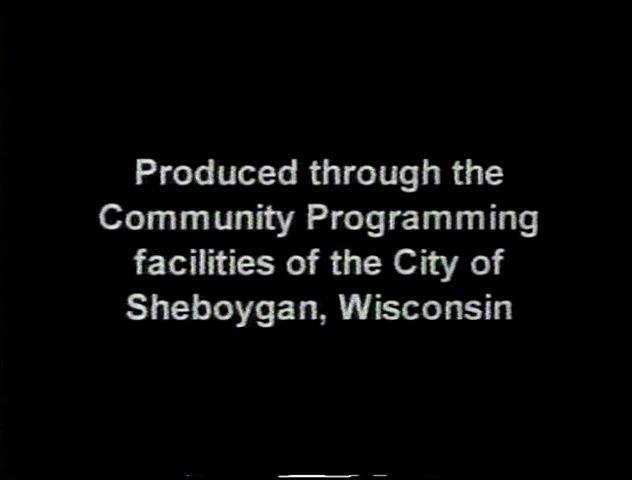 Produced through the
Community Programming
facilities of the City of
Sheboygan, Wisconsin